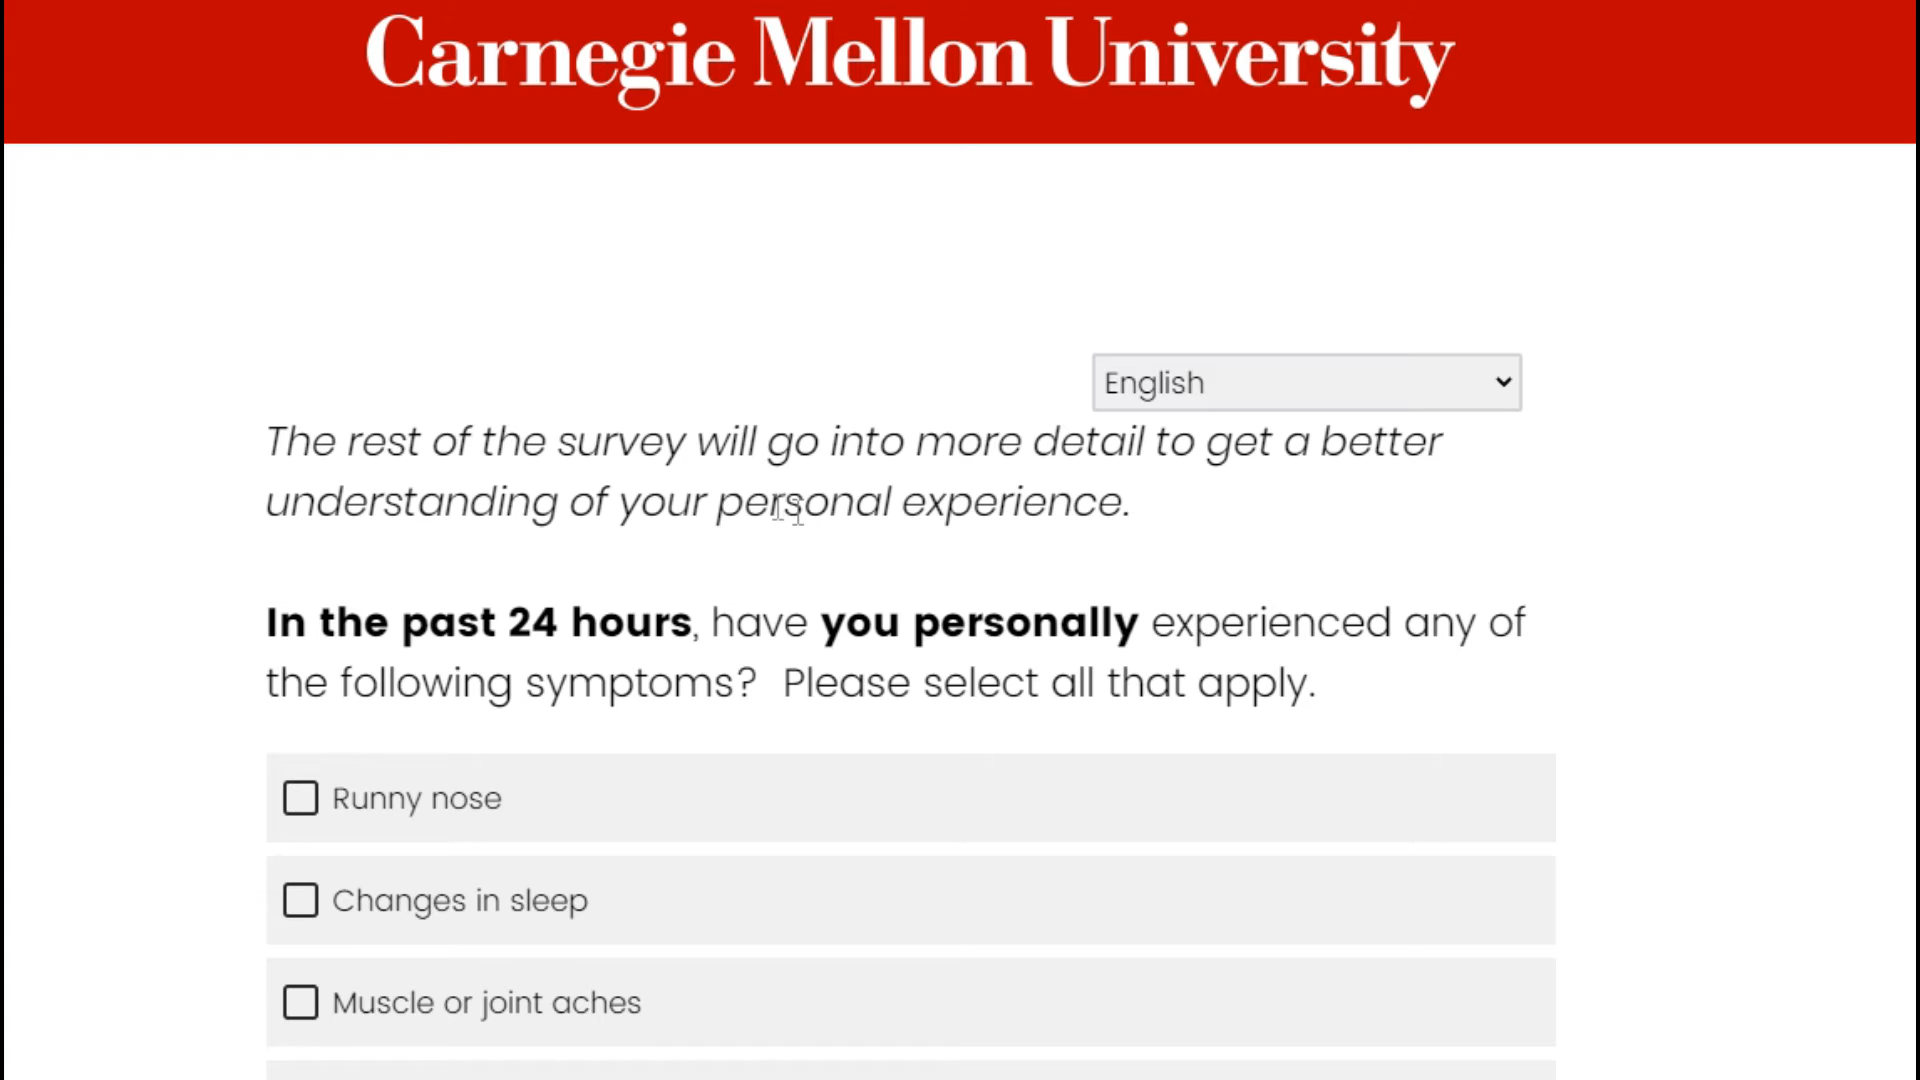 Carnegie Mellon University
English
The rest of the survey will go into more detail to get a better
understanding of your personal experience.
In the past 24 hours, have you personally experienced any of
the following symptoms? Please select all that apply.
Runny nose
Changes in sleep
Muscle or joint aches